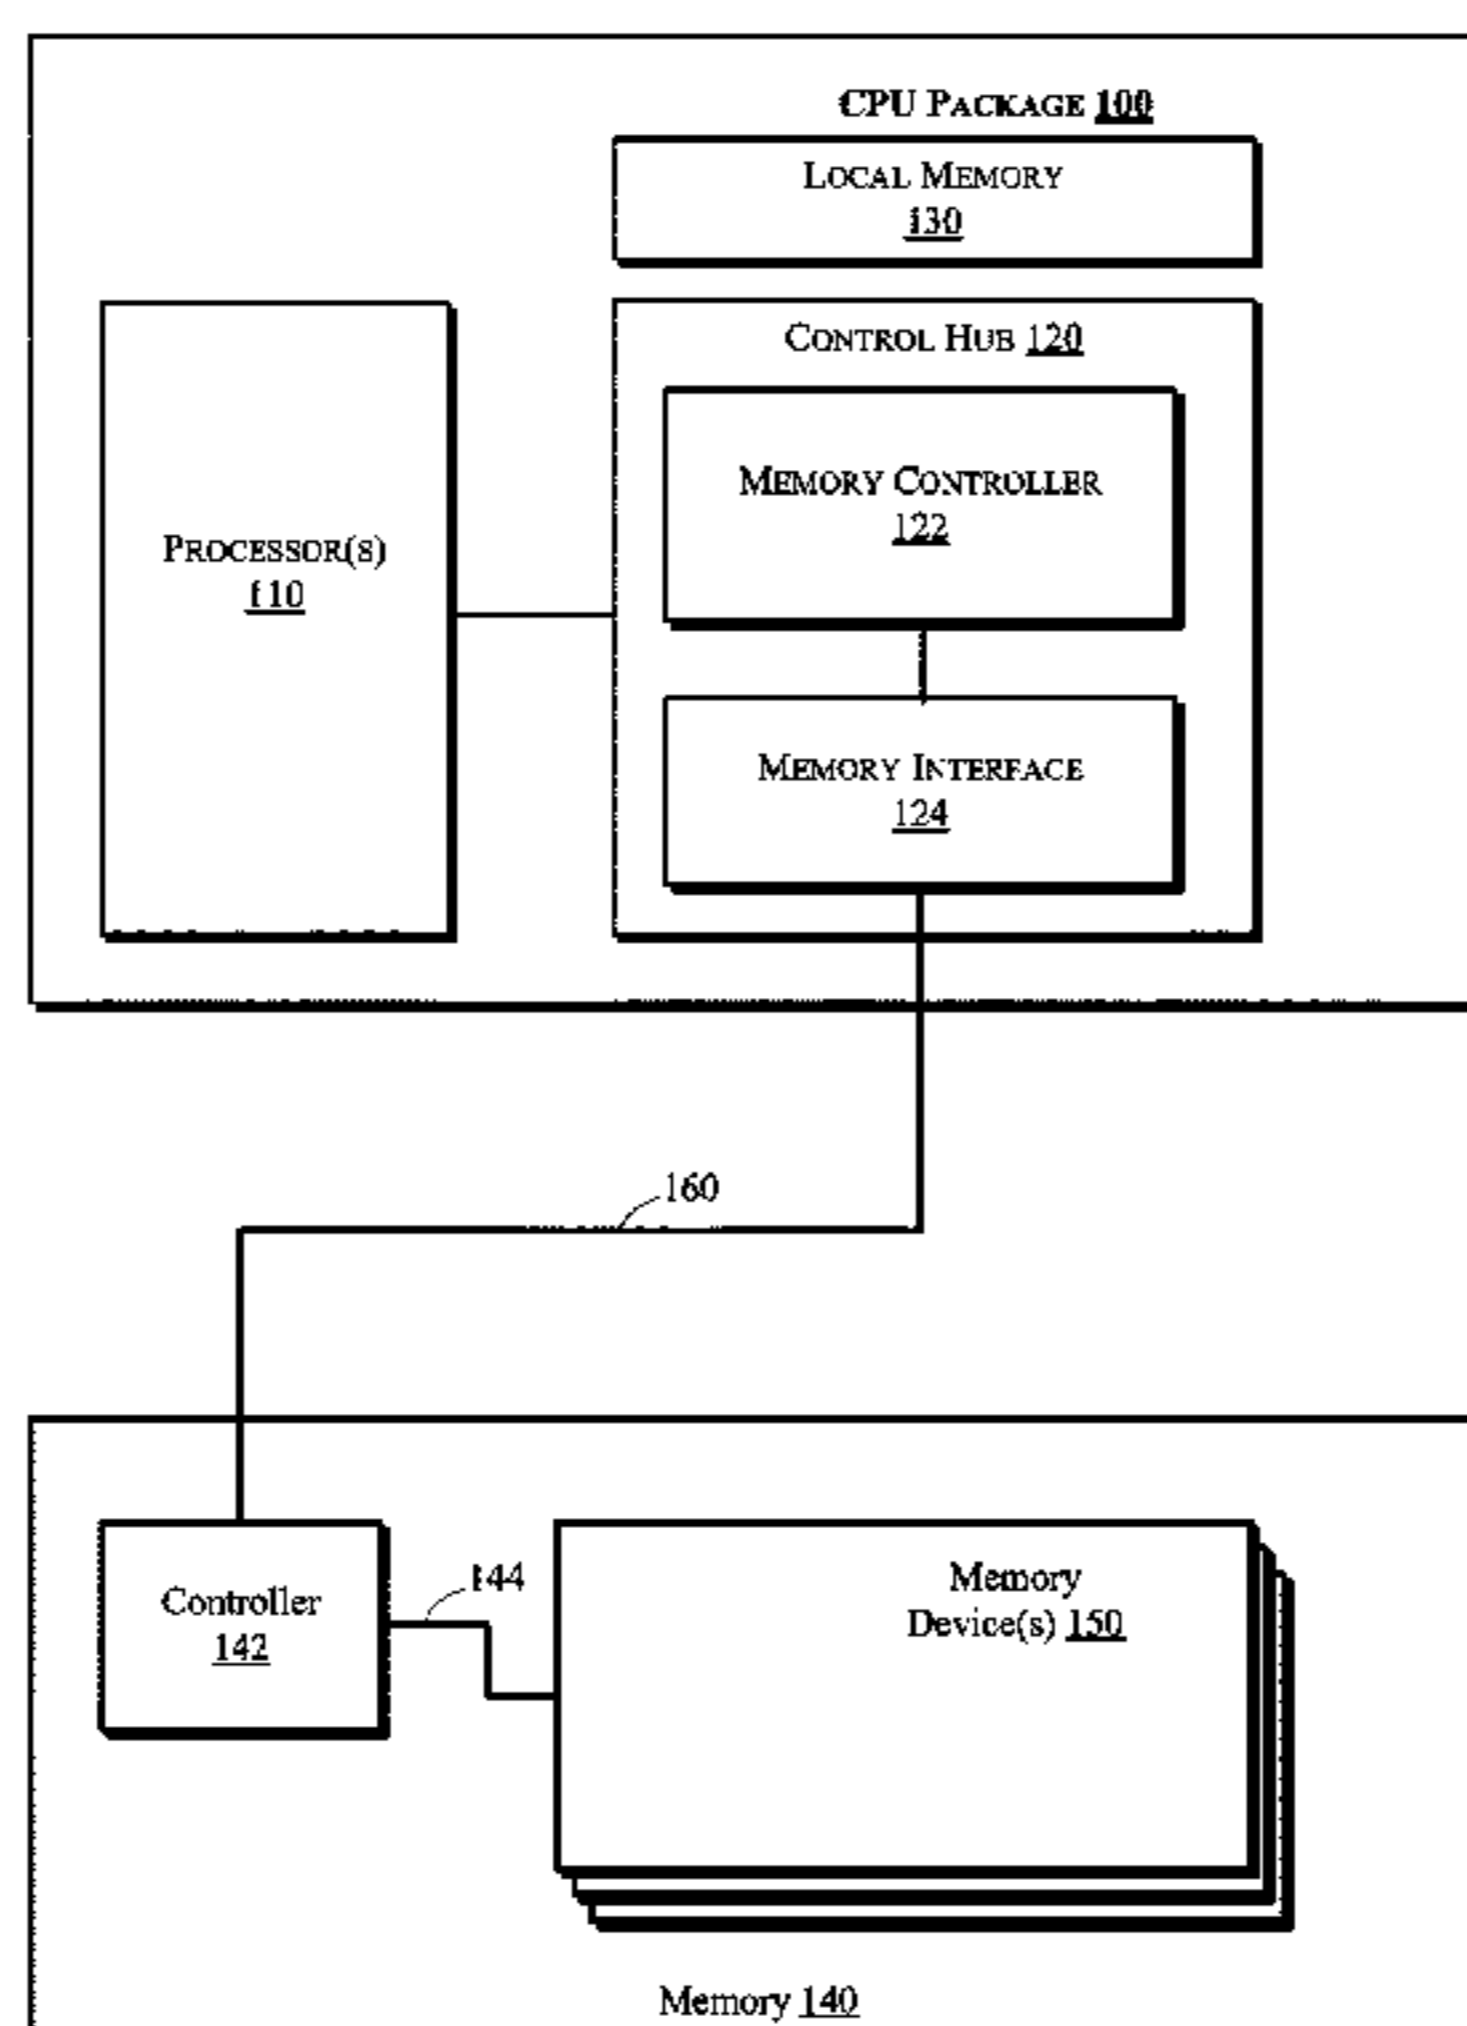 CPU PACKAGE 100
LOCAL MEMORY
130
CONTROL HUB 120
MEMORY CONTROLLER
122
PROCESSOR(S)
110
MEMORY INTERFACE
124
160
Controller
142
144
Memory
Device(s) 150
Memory 140